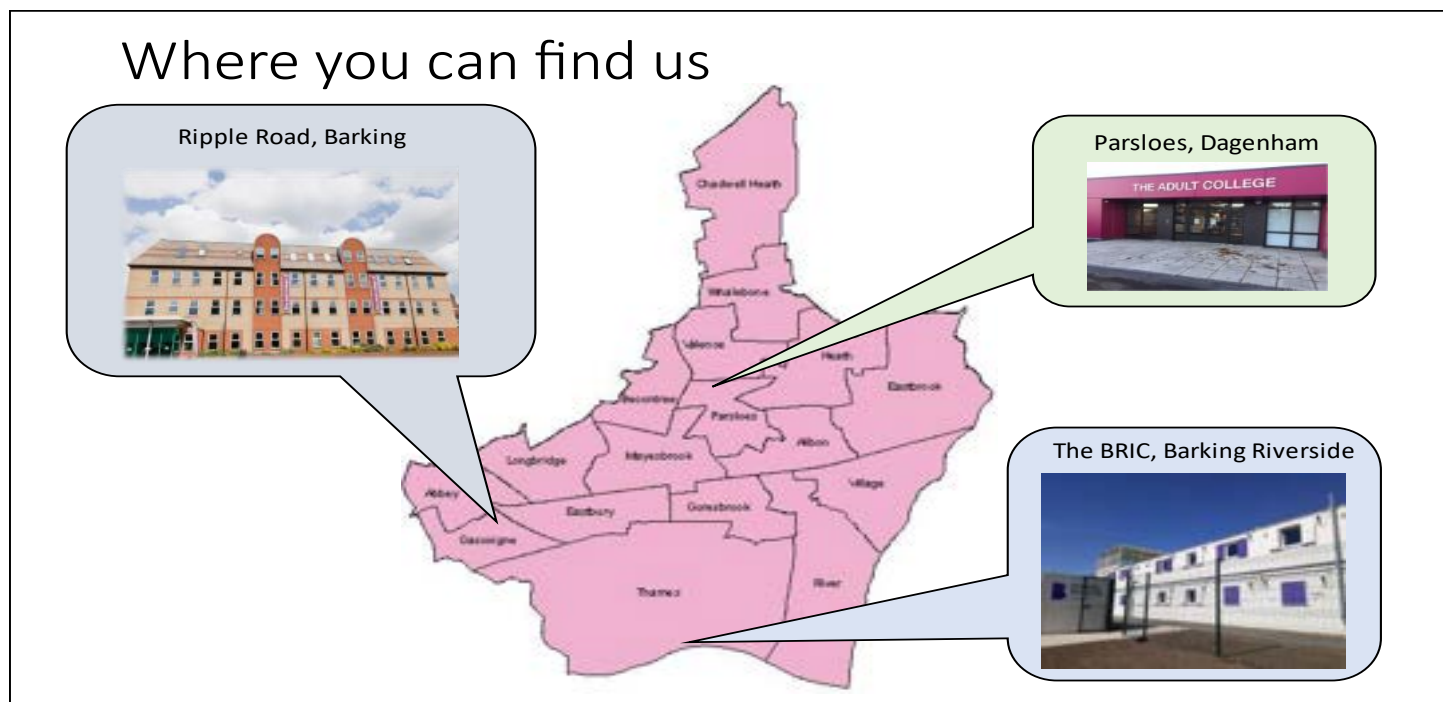 Where you can find us
Ripple Road, Barking
Parsloes, Dagenham
THE ADULT COLLEGE
Chadwell Heath
Whalebone
Valence
Heath
Eastbrook
Becontree
Parsloes
Alibon
The BRIC, Barking Riverside
Longbridge
Mayesbrook
Village
Abbey
Eastbury
Goresbrook
Gascoigne
Thames
River